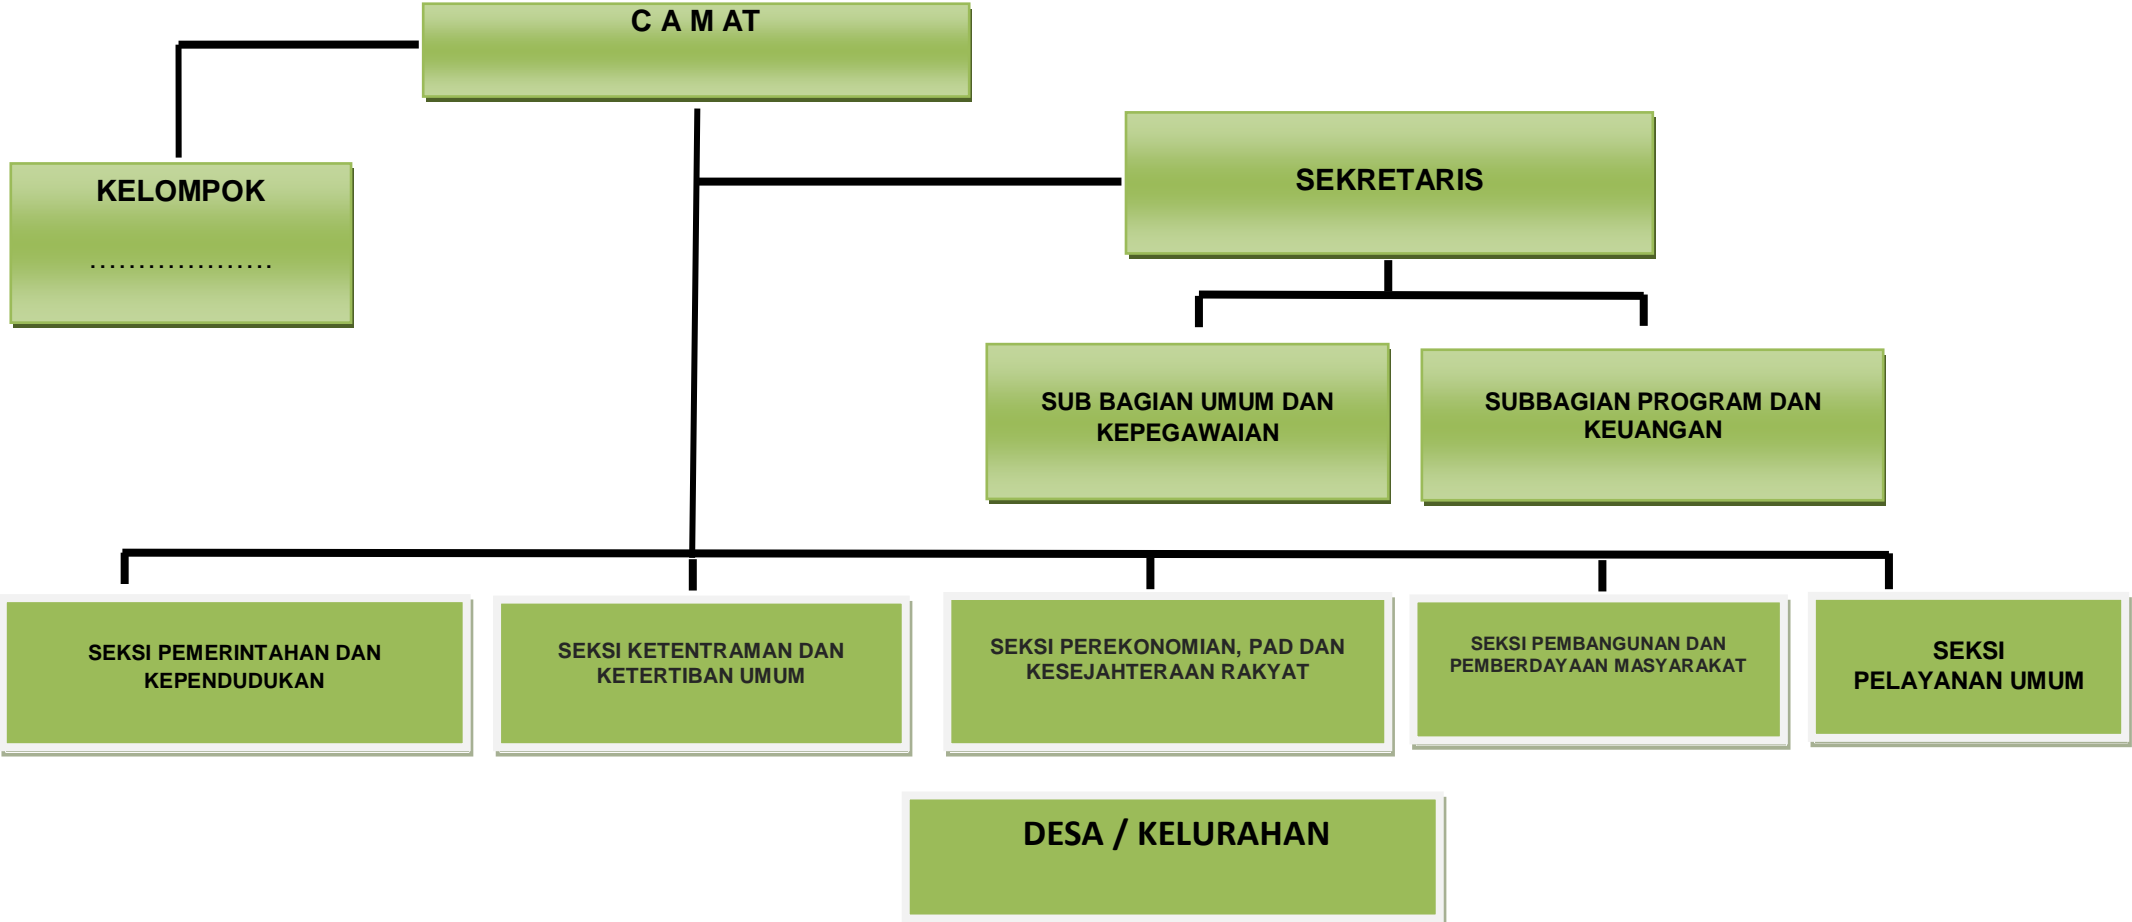 C A M AT
KELOMPOK
...................
SEKRETARIS
SUB BAGIAN UMUM DAN
KEPEGAWAIAN
SUBBAGIAN PROGRAM DAN
KEUANGAN
SEKSI PEMERINTAHAN DAN
KEPENDUDUKAN
SEKSI KETENTRAMAN DAN
KETERTIBAN UMUM
SEKSI PEREKONOMIAN, PAD DAN
KESEJAHTERAAN RAKYAT
SEKSI PEMBANGUNAN DAN
PEMBERDAYAAN MASYARAKAT
SEKSI
PELAYANAN UMUM
DESA / KELURAHAN